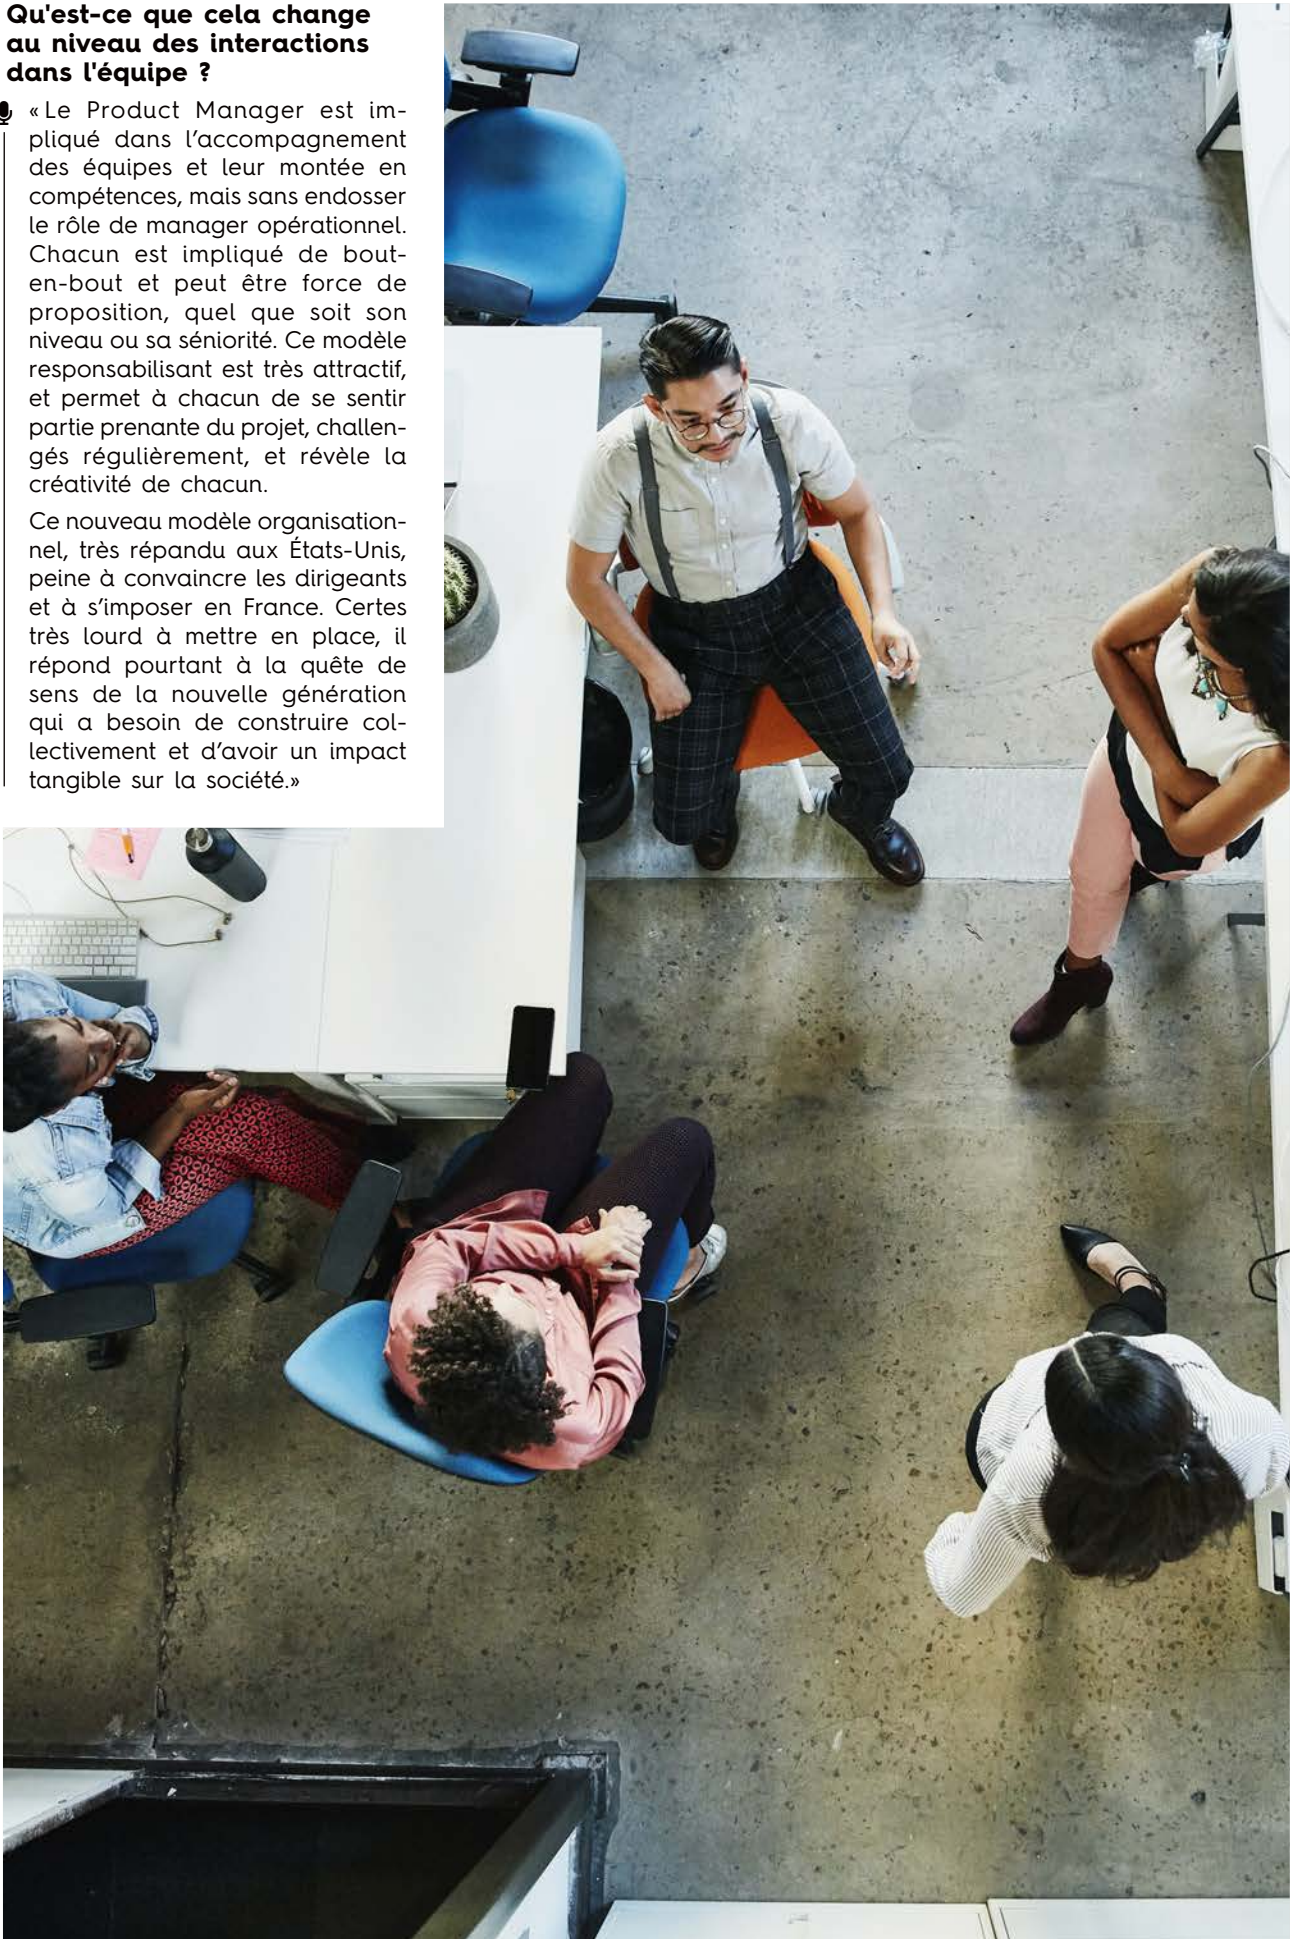 Qu'est-ce que cela change
au niveau des interactions
dans l'équipe ?
« Le Product Manager est im-
pliqué dans l’accompagnement
des équipes et leur montée en
compétences, mais sans endosser
le rôle de manager opérationnel.
Chacun est impliqué de bout-
en-bout et peut être force de
proposition, quel que soit son
niveau ou sa séniorité. Ce modèle
responsabilisant est très attractif,
et permet à chacun de se sentir
partie prenante du projet, challen-
gés régulièrement, et révèle la
créativité de chacun.
Ce nouveau modèle organisation-
nel, très répandu aux États-Unis,
peine à convaincre les dirigeants
et à s’imposer en France. Certes
très lourd à mettre en place, il
répond pourtant à la quête de
sens de la nouvelle génération
qui a besoin de construire col-
lectivement et d’avoir un impact
tangible sur la société.»